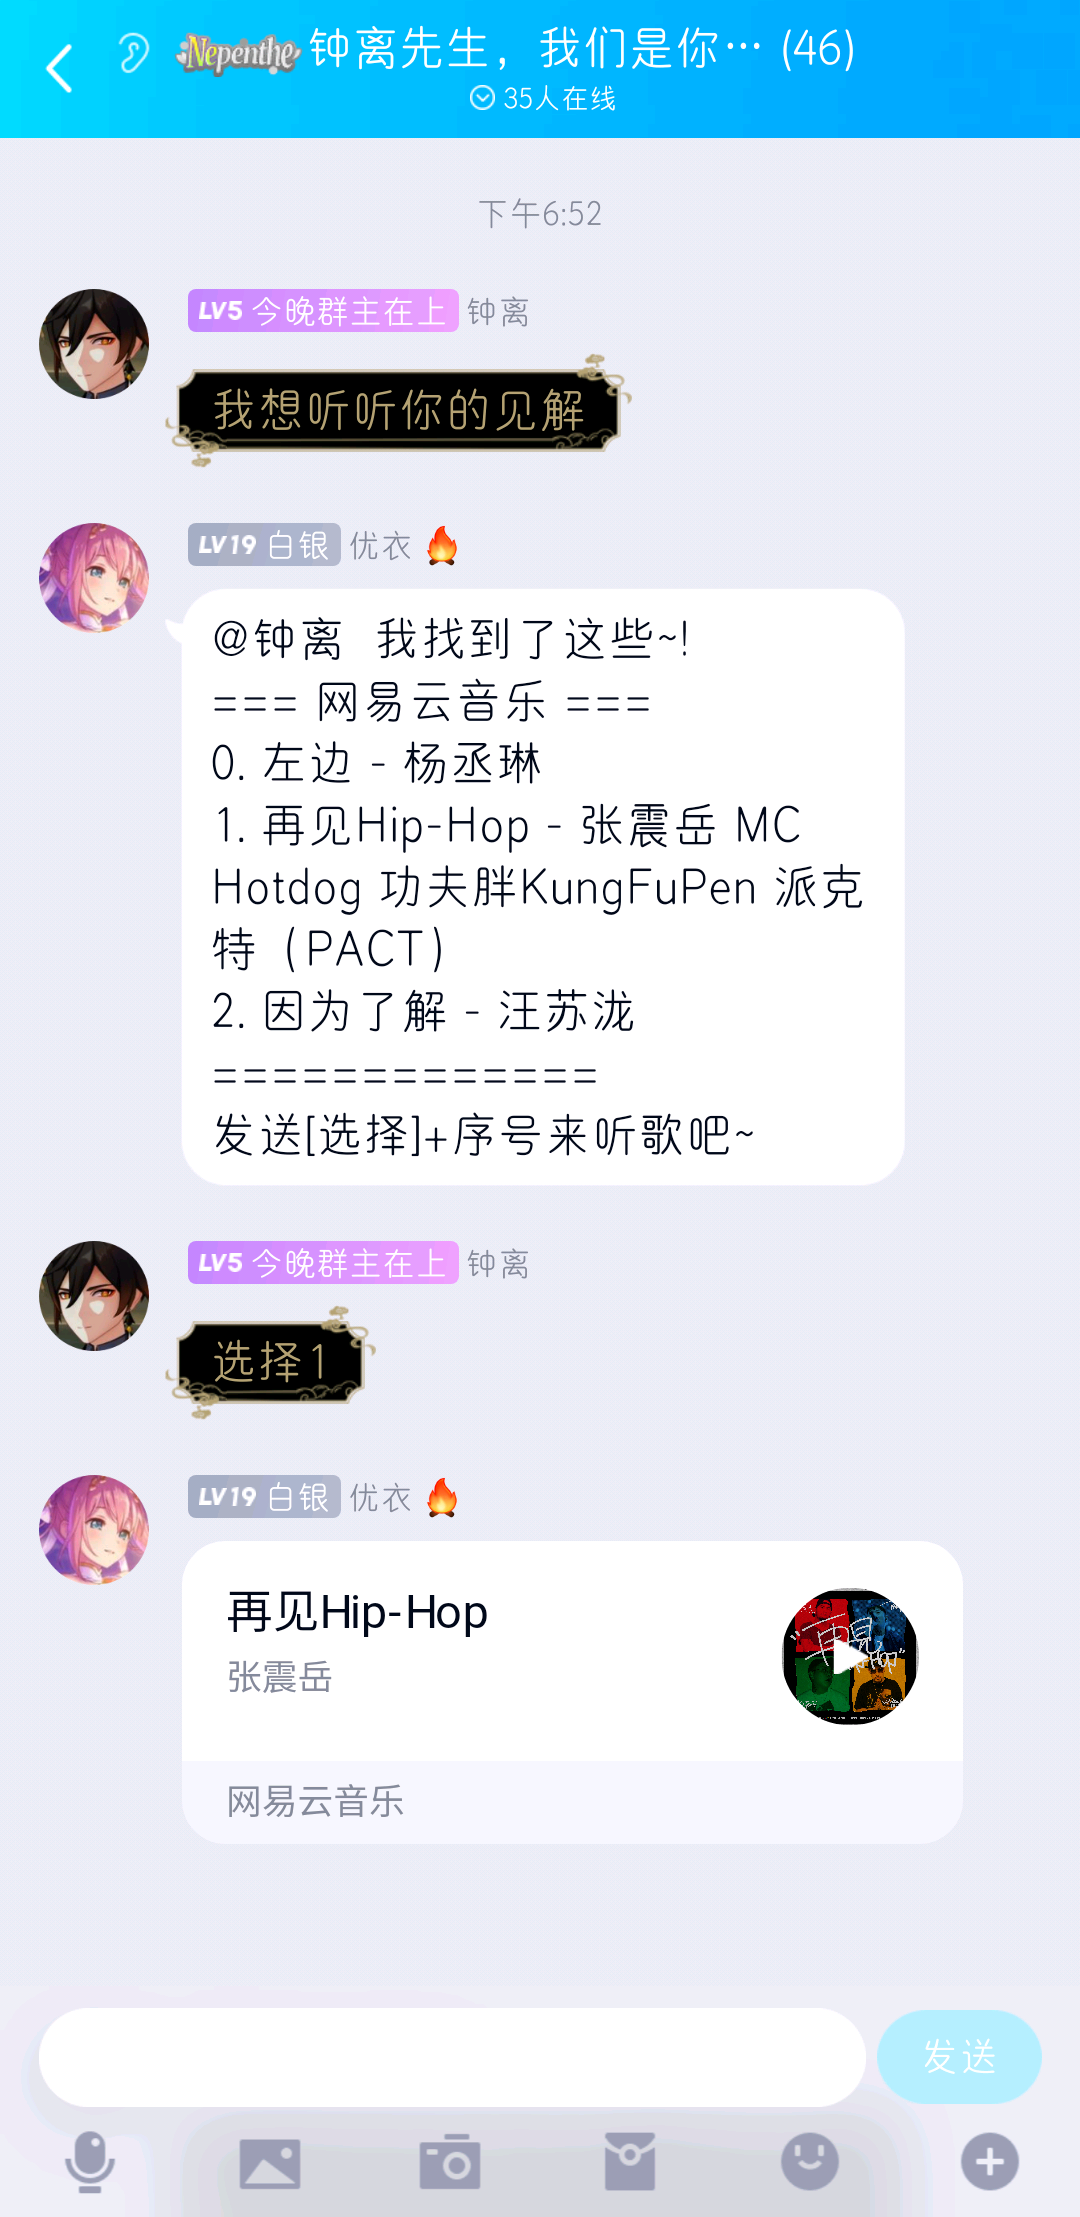 Nepenthe 钟离先生，我们是你… (46)
35人在线
下午6:52
LV5 今晚群主在上 钟离
我想听听你的见解
LV19 白银 优衣
@钟离 我找到了这些~!
=== 网易云音乐 ===
0. 左边 - 杨丞琳
1. 再见Hip-Hop - 张震岳 MC
Hotdog 功夫胖KungFuPen 派克
特（PACT）
2. 因为了解 - 汪苏泷
=============
发送[选择]+序号来听歌吧~
LV5 今晚群主在上 钟离
选择1
LV19 白银 优衣
再见Hip-Hop
张震岳
"再見
HipHOP"
网易云音乐
发送